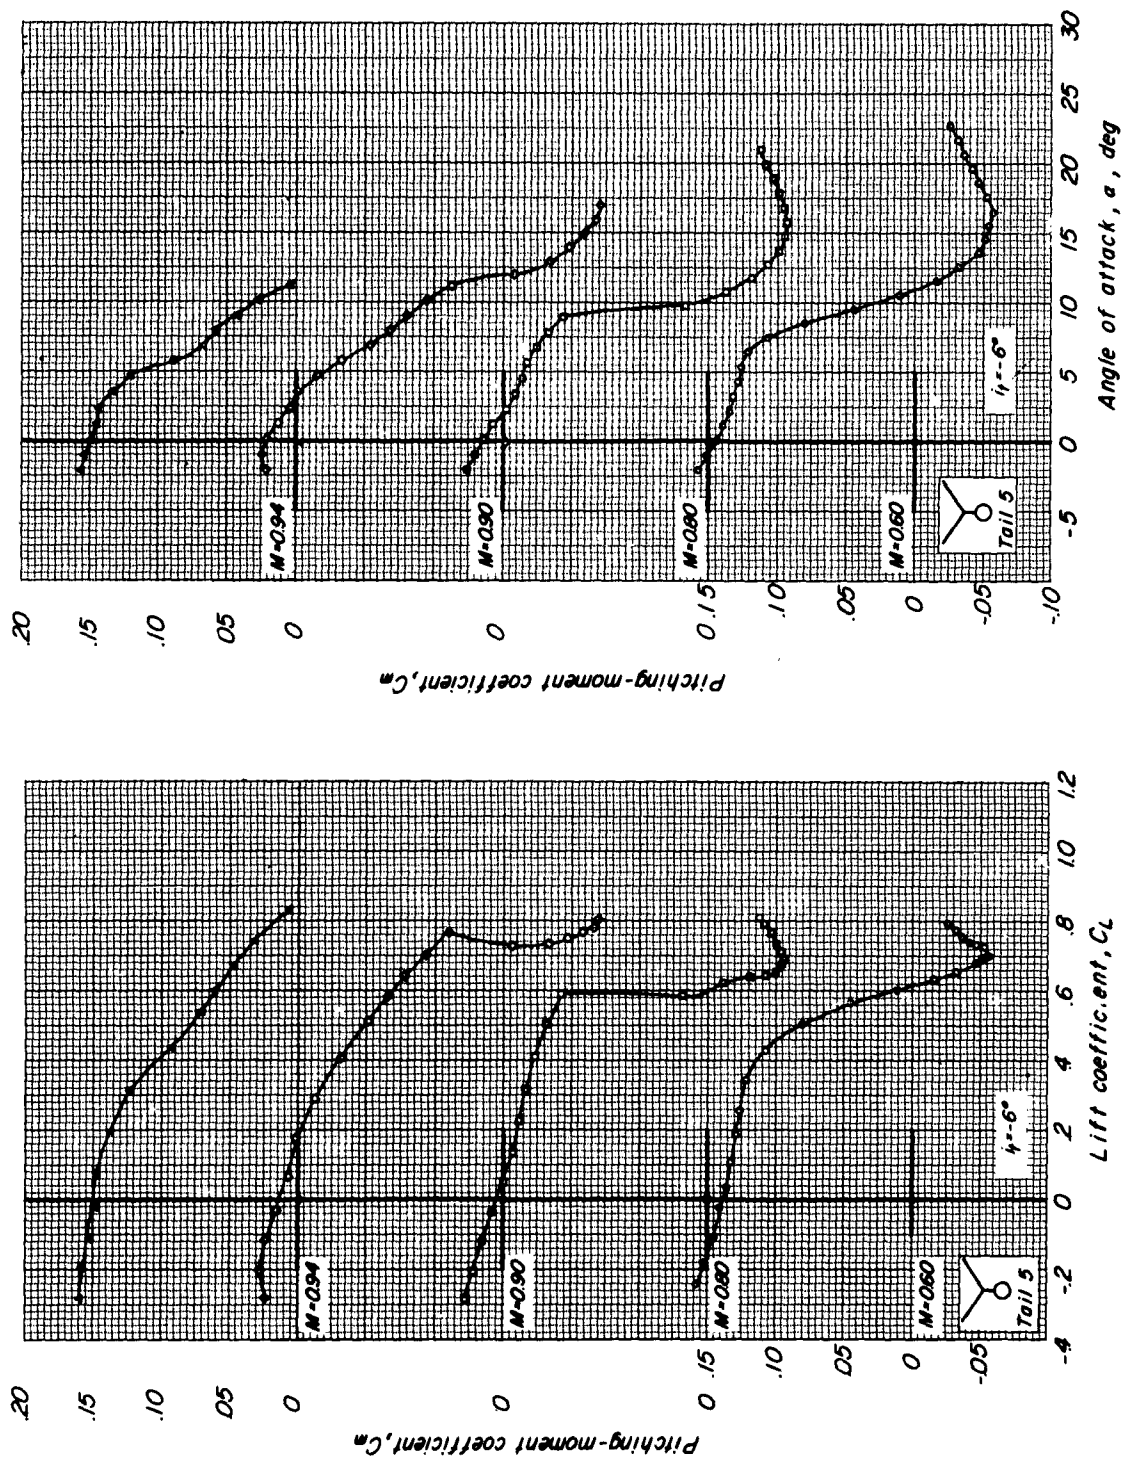 .20
.15
.10
.05
0
0
0
.15
.10
.05
0
-.05
Pitching-moment coefficient, Cm
-.4
-.2
0
.2
.4
.6
.8
1.0
1.2
Lift coefficient, CL
M=0.94
M=0.90
M=0.80
M=0.60
Tail 5
it=-6°
.20
.15
.10
.05
0
0
0
.15
.10
.05
0
-.05
-.10
Pitching-moment coefficient, Cm
-5
0
5
10
15
20
25
30
Angle of attack, α, deg
M=0.94
M=0.90
M=0.80
M=0.60
Tail 5
it=-6°